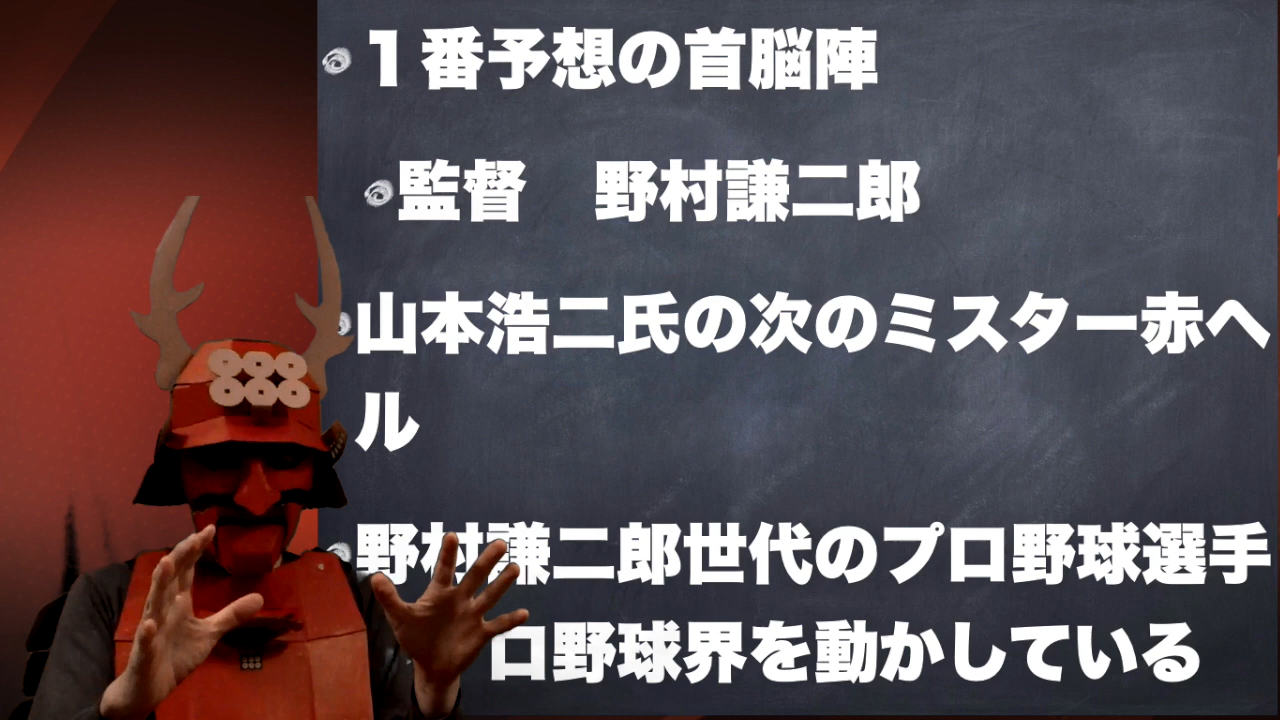 １番予想の首脳陣
監督　野村謙二郎
山本浩二氏の次のミスター赤ヘ
ル
野村謙二郎世代のプロ野球選手
ロ野球界を動かしている